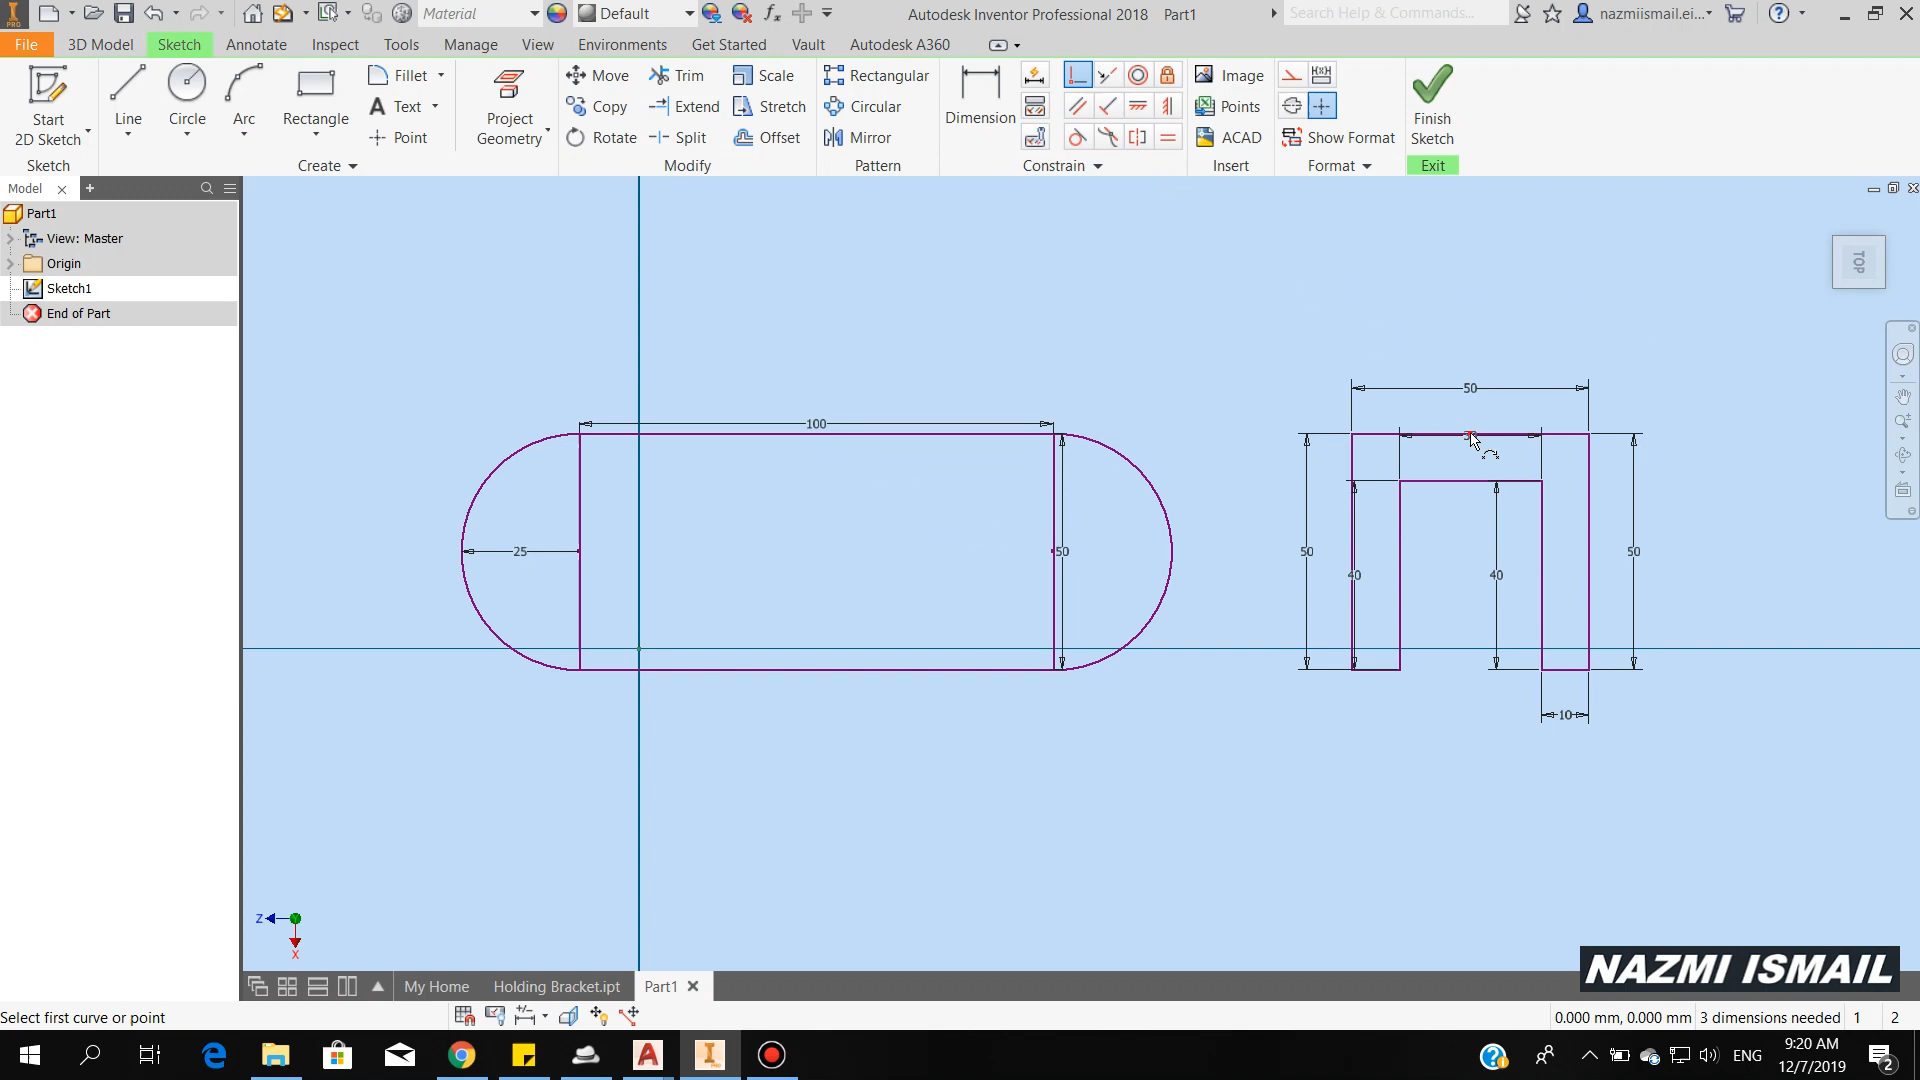 PRO
Material
Default
Autodesk Inventor Professional 2018 Part1
Search Help & Commands...
nazmiismail.ei...
File 3D Model Sketch Annotate Inspect Tools Manage View Environments Get Started Vault Autodesk A360
Start 2D Sketch
Line
Circle
Arc
Rectangle
Fillet
Text
Point
Project Geometry
Move
Copy
Rotate
Trim
Extend
Split
Scale
Stretch
Offset
Rectangular
Circular
Mirror
Dimension
Image
Points
ACAD
Show Format
Finish Sketch
Sketch Create Modify Pattern Constrain Insert Format Exit
Model
Part1
View: Master
Origin
Sketch1
End of Part
TOP
50
100
25
50
50
40
40
50
10
Z
X
NAZMI ISMAIL
My Home Holding Bracket.ipt Part1
Select first curve or point
0.000 mm, 0.000 mm 3 dimensions needed 1 2
ENG
9:20 AM
12/7/2019
2